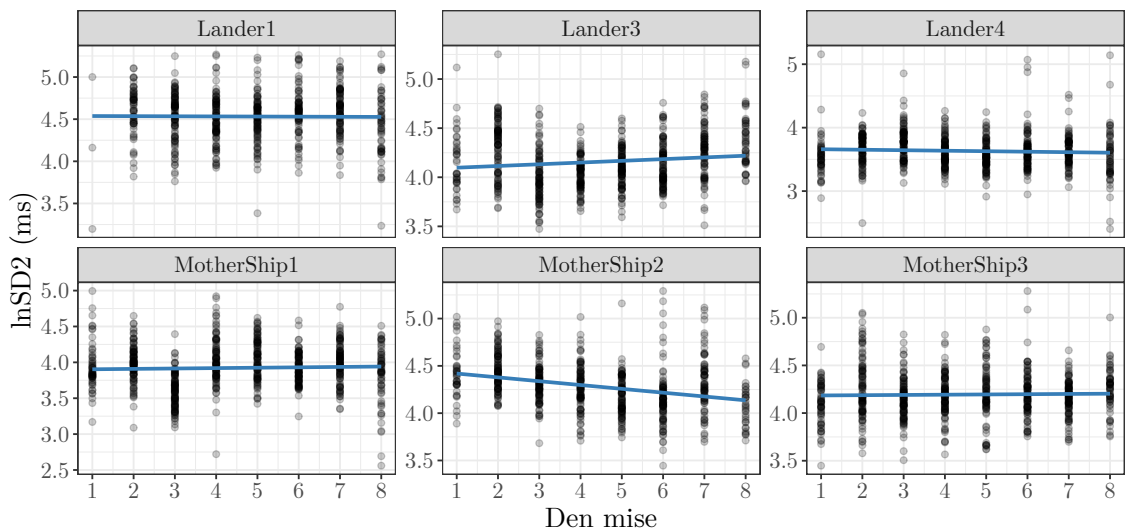 Lander1 Lander3 Lander4
5.0 4.5 4.0 3.5
5.0 4.5 4.0 3.5
5 4 3
MotherShip1 MotherShip2 MotherShip3
5.0 4.5 4.0 3.5 3.0 2.5
5.0 4.5 4.0 3.5
5.0 4.5 4.0 3.5
1 2 3 4 5 6 7 8 1 2 3 4 5 6 7 8 1 2 3 4 5 6 7 8
Den mise
lnSD2 (ms)